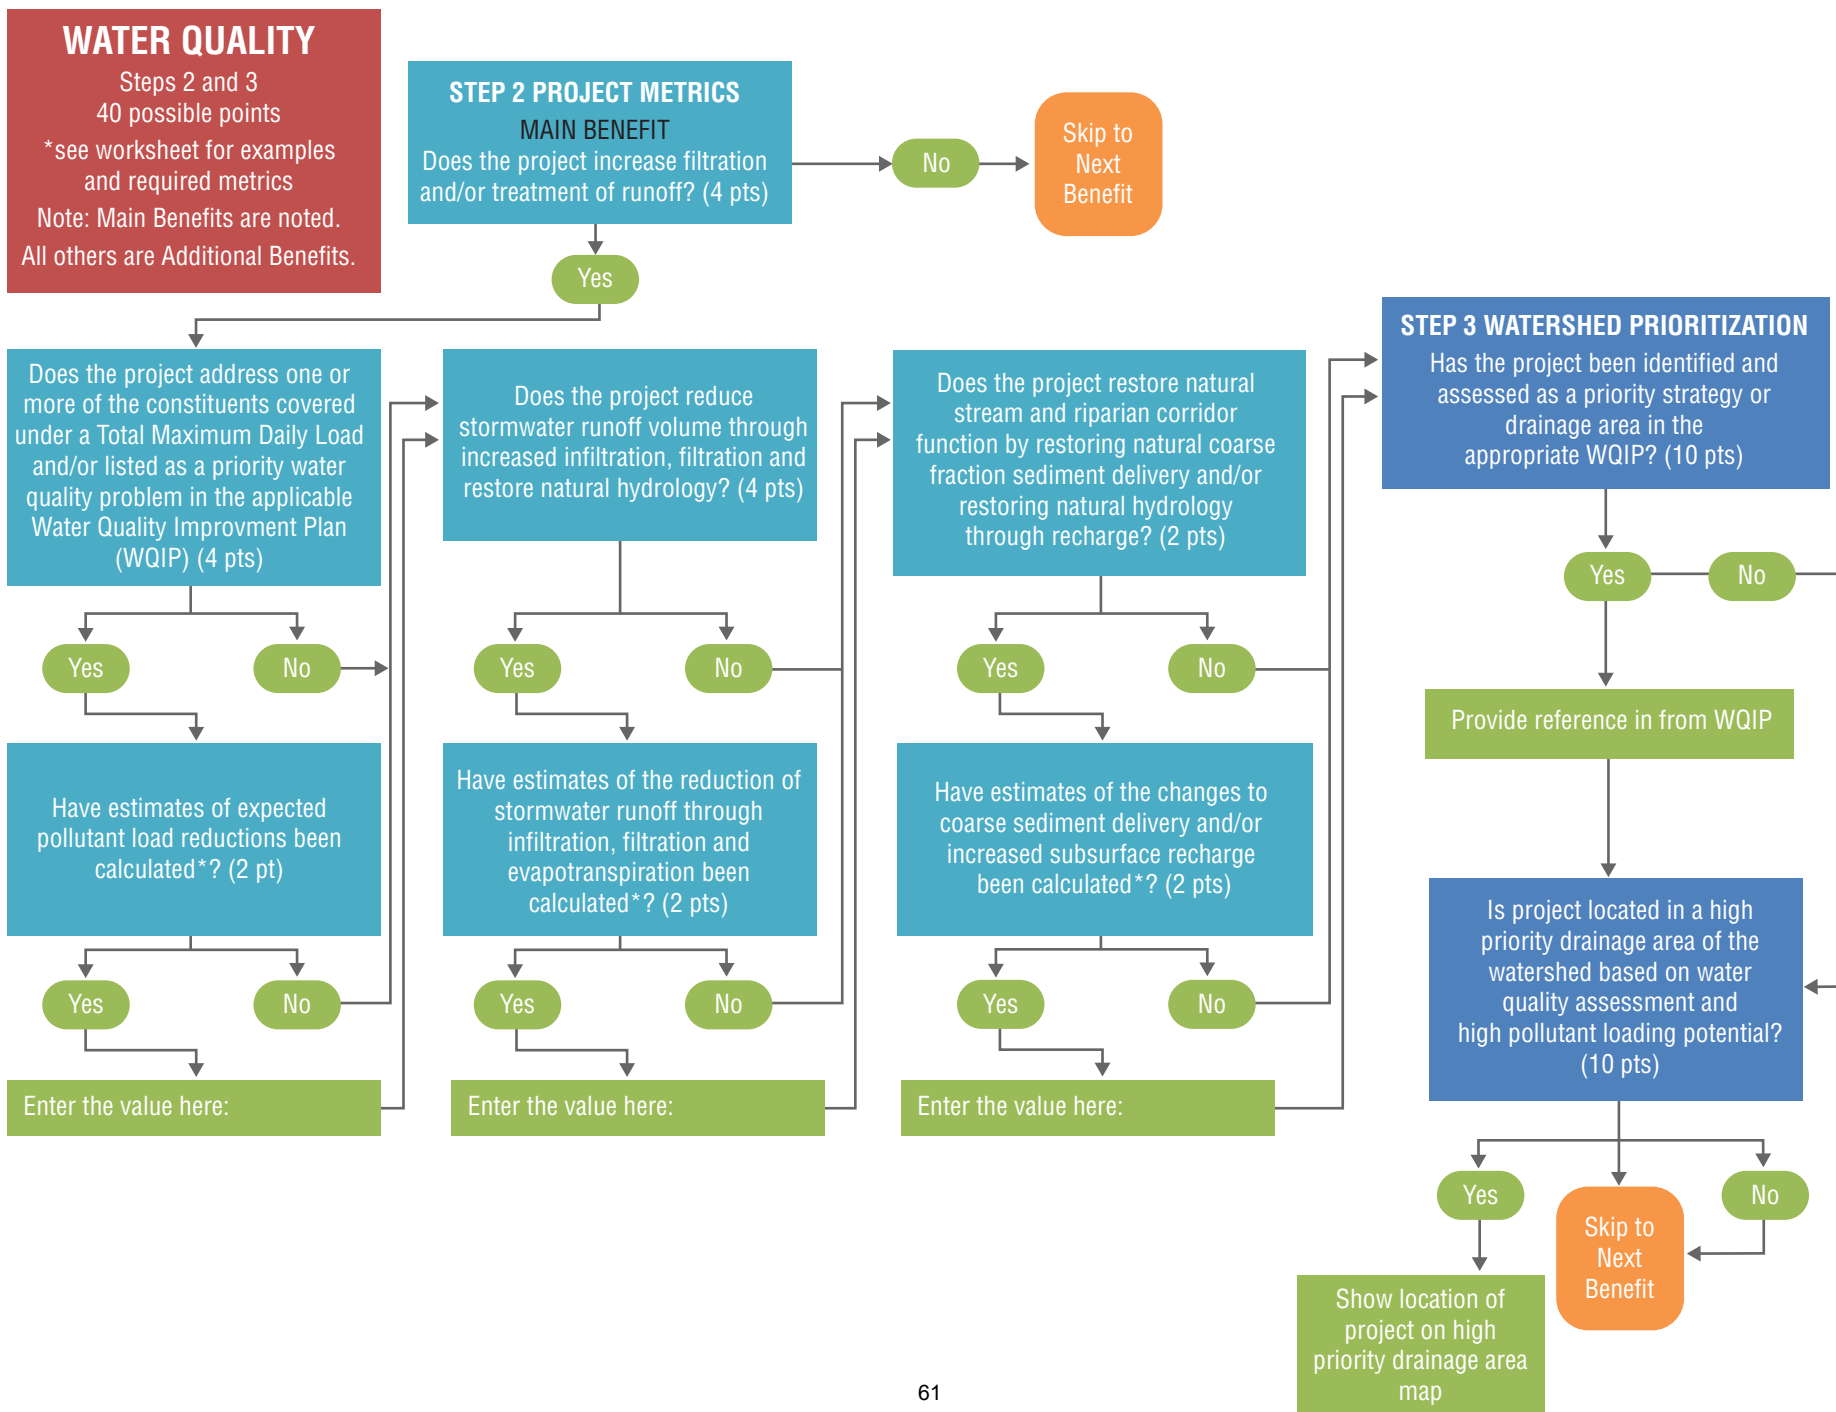 WATER QUALITY
Steps 2 and 3
40 possible points
*see worksheet for examples
and required metrics
Note: Main Benefits are noted.
All others are Additional Benefits.
STEP 2 PROJECT METRICS
MAIN BENEFIT
Does the project increase filtration
and/or treatment of runoff? (4 pts)
No
Skip to
Next
Benefit
Yes
Does the project address one or
more of the constituents covered
under a Total Maximum Daily Load
and/or listed as a priority water
quality problem in the applicable
Water Quality Improvment Plan
(WQIP) (4 pts)
Yes
No
Have estimates of expected
pollutant load reductions been
calculated*? (2 pt)
Yes
No
Enter the value here:
Does the project reduce
stormwater runoff volume through
increased infiltration, filtration and
restore natural hydrology? (4 pts)
Yes
No
Have estimates of the reduction of
stormwater runoff through
infiltration, filtration and
evapotranspiration been
calculated*? (2 pts)
Yes
No
Enter the value here:
Does the project restore natural
stream and riparian corridor
function by restoring natural coarse
fraction sediment delivery and/or
restoring natural hydrology
through recharge? (2 pts)
Yes
No
Have estimates of the changes to
coarse sediment delivery and/or
increased subsurface recharge
been calculated*? (2 pts)
Yes
No
Enter the value here:
STEP 3 WATERSHED PRIORITIZATION
Has the project been identified and
assessed as a priority strategy or
drainage area in the
appropriate WQIP? (10 pts)
Yes
No
Provide reference in from WQIP
Is project located in a high
priority drainage area of the
watershed based on water
quality assessment and
high pollutant loading potential?
(10 pts)
Yes
No
Skip to
Next
Benefit
Show location of
project on high
priority drainage area
map
61